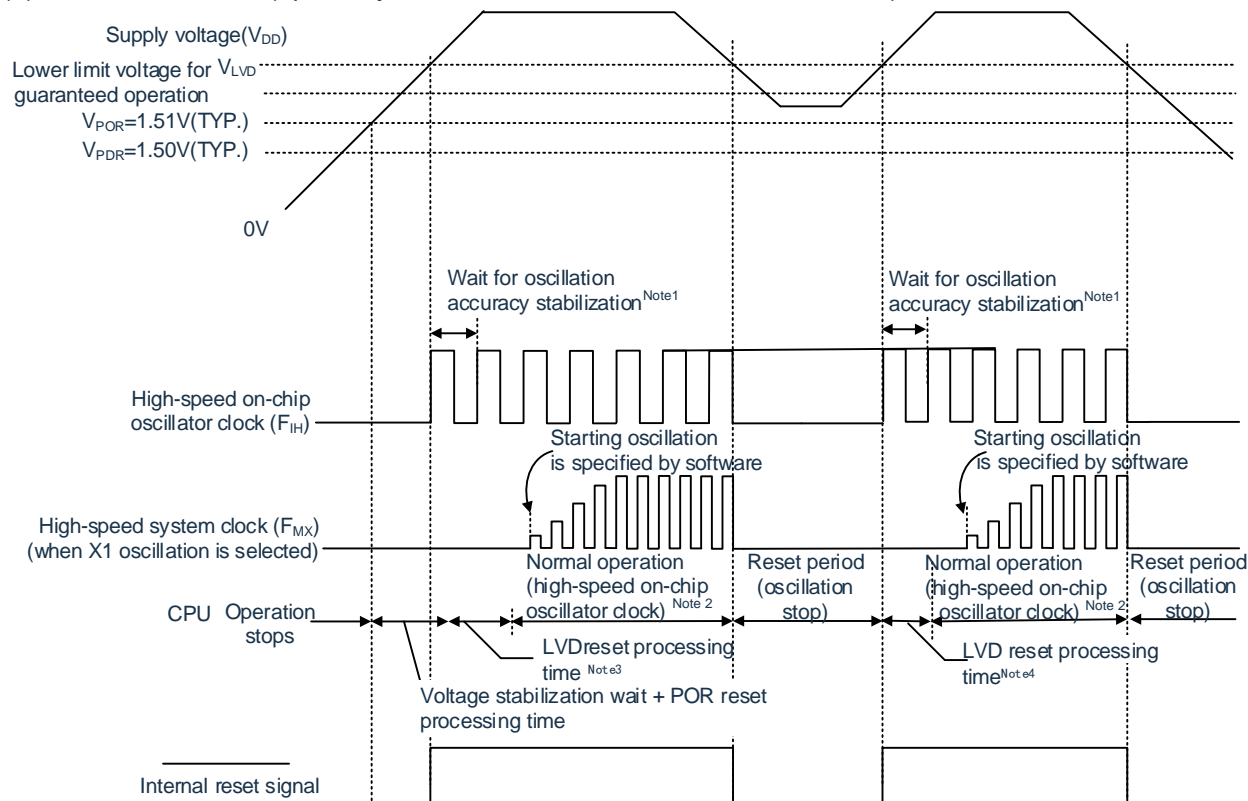 Supply voltage(VDD)
Lower limit voltage for VLVD
guaranteed operation
VPOR=1.51V(TYP.)
VPDR=1.50V(TYP.)
0V
Wait for oscillation
accuracy stabilizationNote1
Wait for oscillation
accuracy stabilizationNote1
High-speed on-chip
oscillator clock (FIH)
Starting oscillation
is specified by software
Starting oscillation
is specified by software
High-speed system clock (FMX)
(when X1 oscillation is selected)
Normal operation
(high-speed on-chip
oscillator clock) Note 2
Reset period
(oscillation
stop)
Normal operation
(high-speed on-chip
oscillator clock) Note 2
Reset period
(oscillation
stop)
CPU Operation
stops
LVDreset processing
time Note3
LVD reset processing
timeNote4
Voltage stabilization wait + POR reset
processing time
Internal reset signal